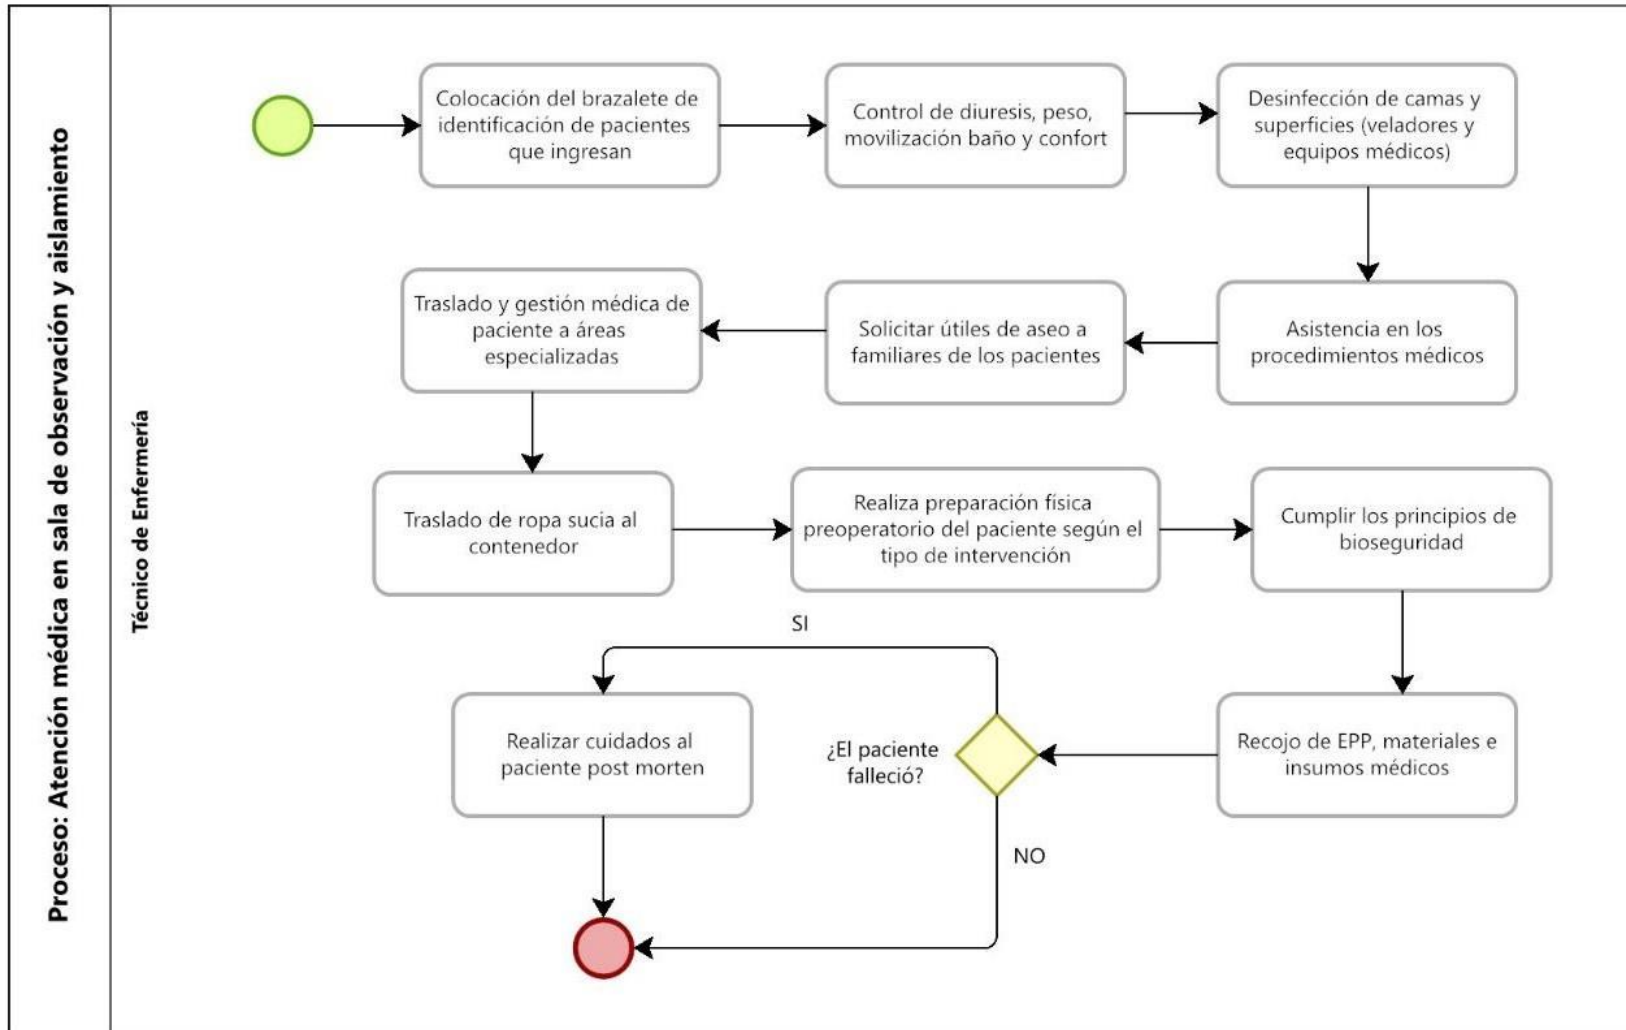 Proceso: Atención médica en sala de observación y aislamiento
Técnico de Enfermería
Colocación del brazalete de
identificación de pacientes
que ingresan
Control de diuresis, peso,
movilización baño y confort
Desinfección de camas y
superficies (veladores y
equipos médicos)
Asistencia en los
procedimientos médicos
Solicitar útiles de aseo a
familiares de los pacientes
Traslado y gestión médica de
paciente a áreas
especializadas
Traslado de ropa sucia al
contenedor
Realiza preparación física
preoperatorio del paciente según el
tipo de intervención
Cumplir los principios de
bioseguridad
Recojo de EPP, materiales e
insumos médicos
¿El paciente
falleció?
SI
Realizar cuidados al
paciente post morten
NO